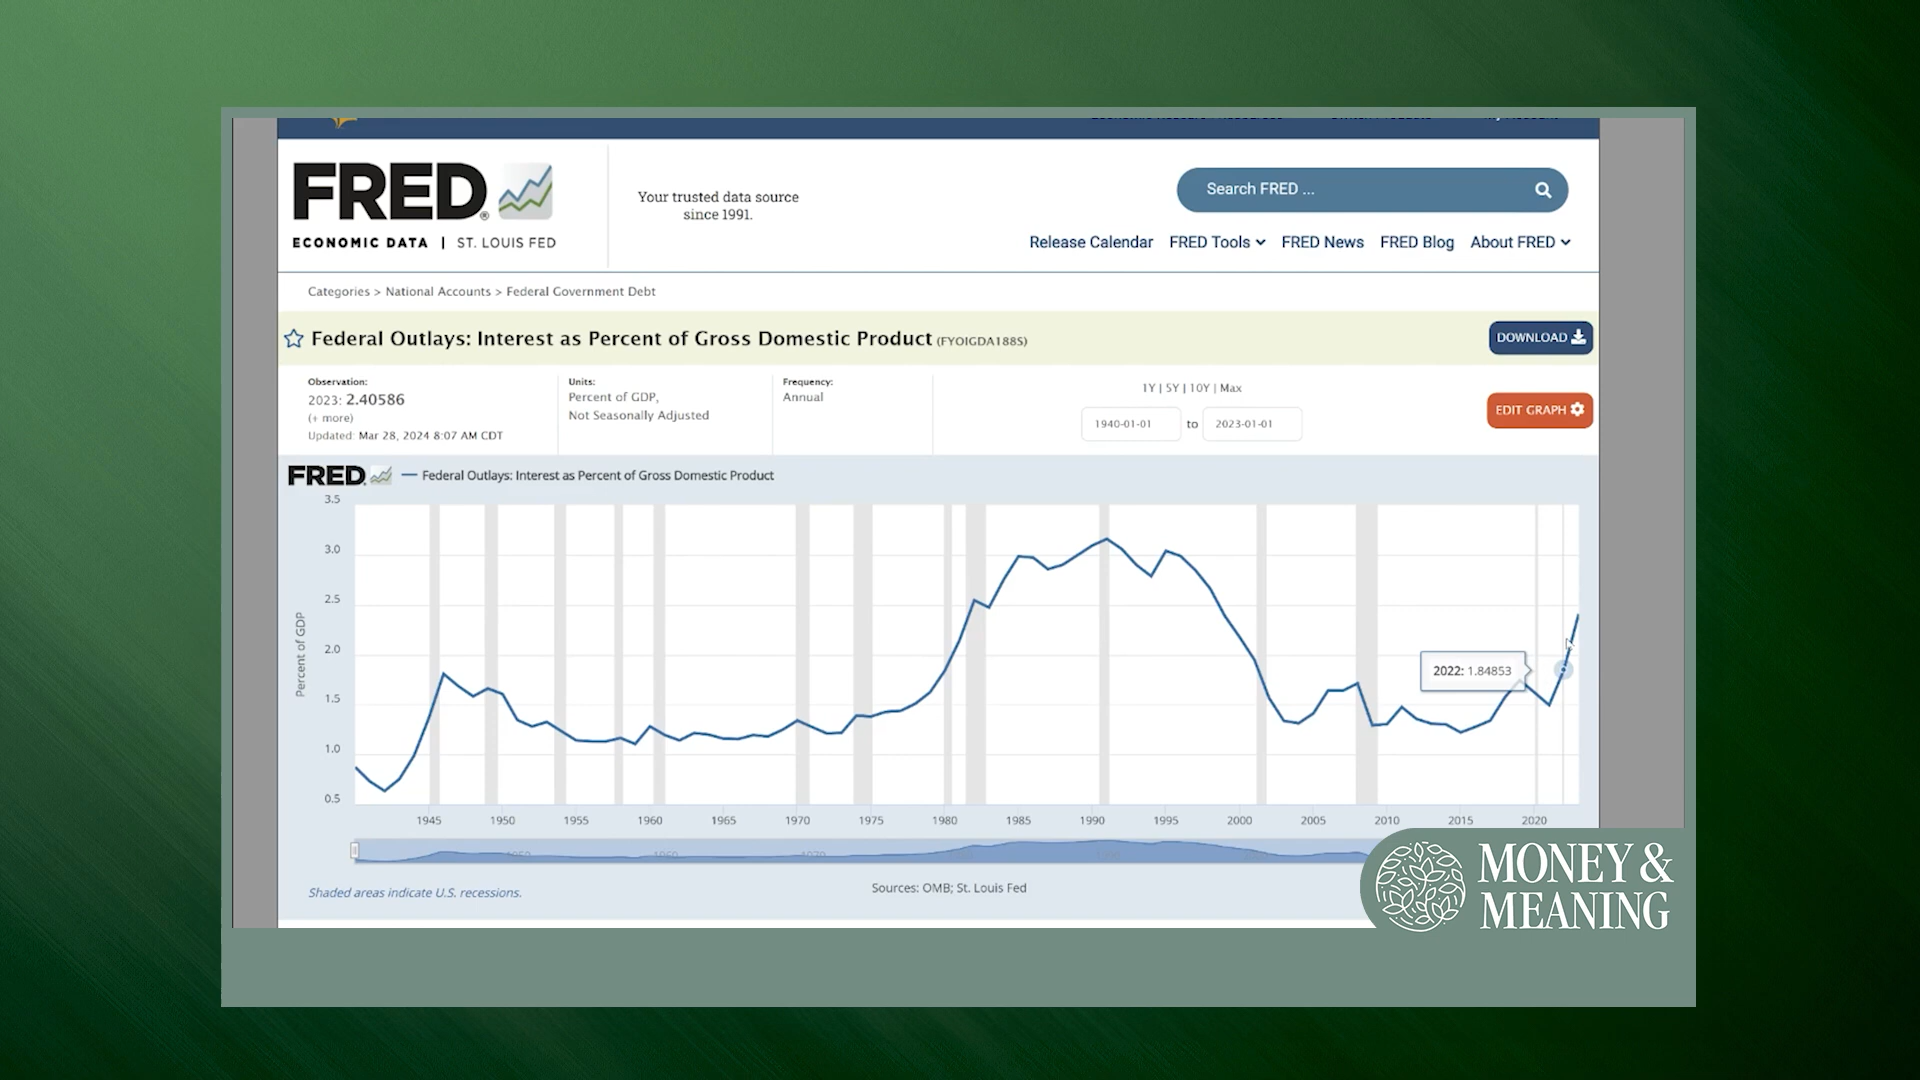 FRED®
ECONOMIC DATA | ST. LOUIS FED
Your trusted data source
since 1991.
Search FRED ...
Release Calendar FRED Tools FRED News FRED Blog About FRED
Categories > National Accounts > Federal Government Debt
Federal Outlays: Interest as Percent of Gross Domestic Product (FYOIGDA188S)
DOWNLOAD
Observation:
2023: 2.40586
(+ more)
Updated: Mar 28, 2024 8:07 AM CDT
Units:
Percent of GDP,
Not Seasonally Adjusted
Frequency:
Annual
1Y | 5Y | 10Y | Max
1940-01-01 to 2023-01-01
EDIT GRAPH
FRED
Federal Outlays: Interest as Percent of Gross Domestic Product
3.5
3.0
2.5
2.0
1.5
1.0
0.5
Percent of GDP
2022: 1.84853
1945 1950 1955 1960 1965 1970 1975 1980 1985 1990 1995 2000 2005 2010 2015 2020
1950 1960 1970
Shaded areas indicate U.S. recessions.
Sources: OMB; St. Louis Fed
MONEY &
MEANING